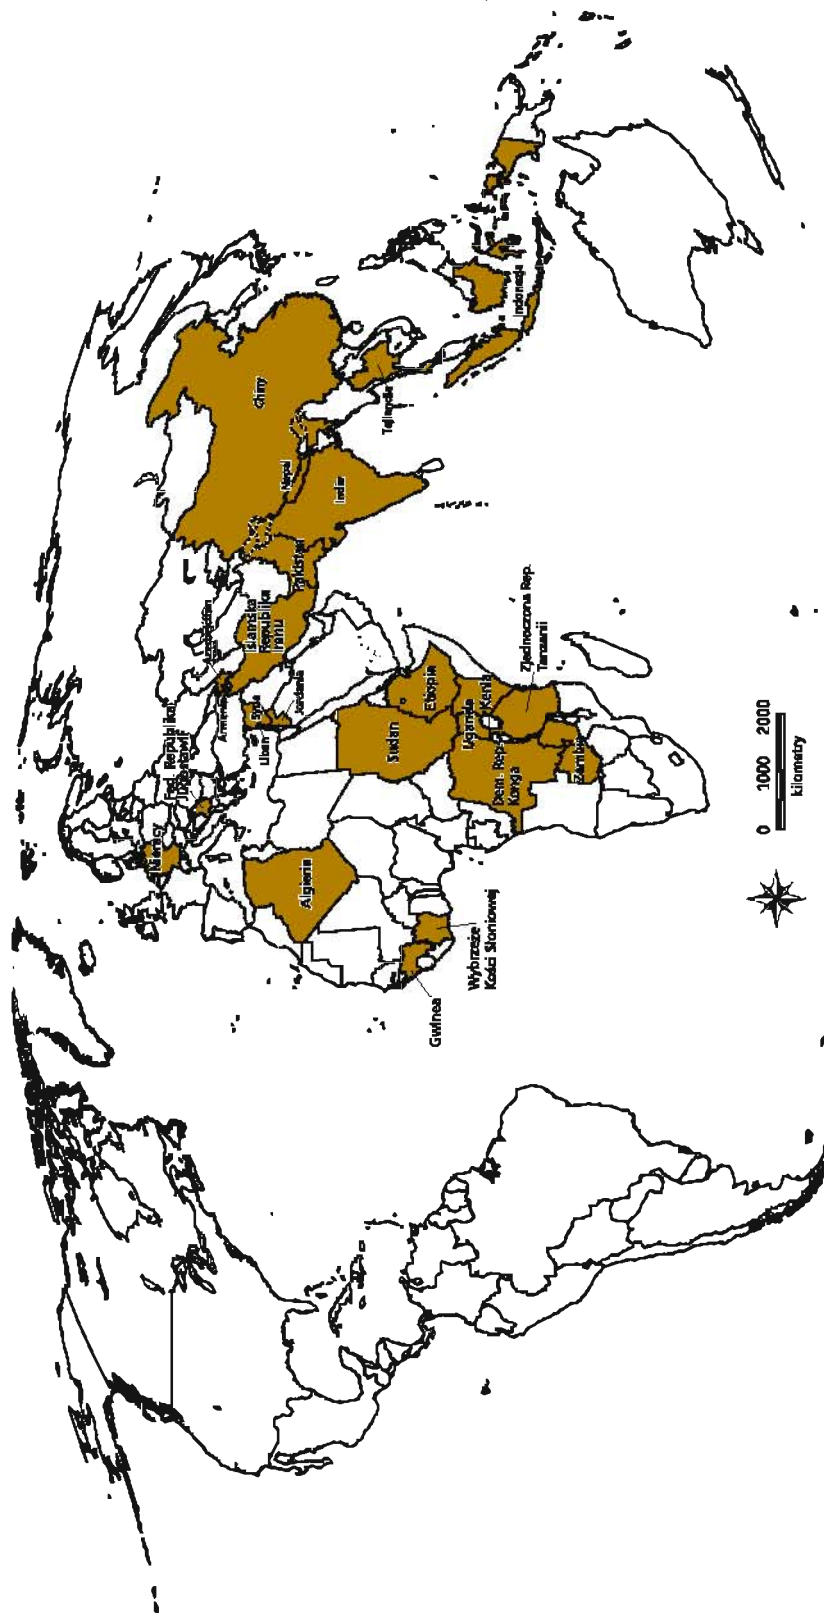 Niemcy
Fed. Republika
Jugosławii
Armenia
Azerbejdżan
Syria
Liban
Jordania
Islamska
Republika
Iranu
Pakistan
Indie
Nepal
Chiny
Tajlandia
Indonezja
Algieria
Gwinea
Wybrzeże
Kości Słoniowej
Sudan
Etiopia
Uganda
Kenia
Dem. Rep.
Konga
Zjednoczona Rep.
Tanzanii
Zambia
0 1000 2000
kilometry